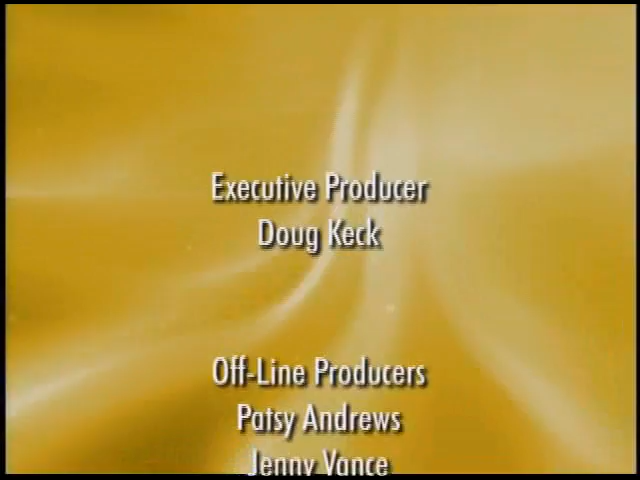 Executive Producer
Doug Keck
Off-Line Producers
Patsy Andrews
Jenny Vance